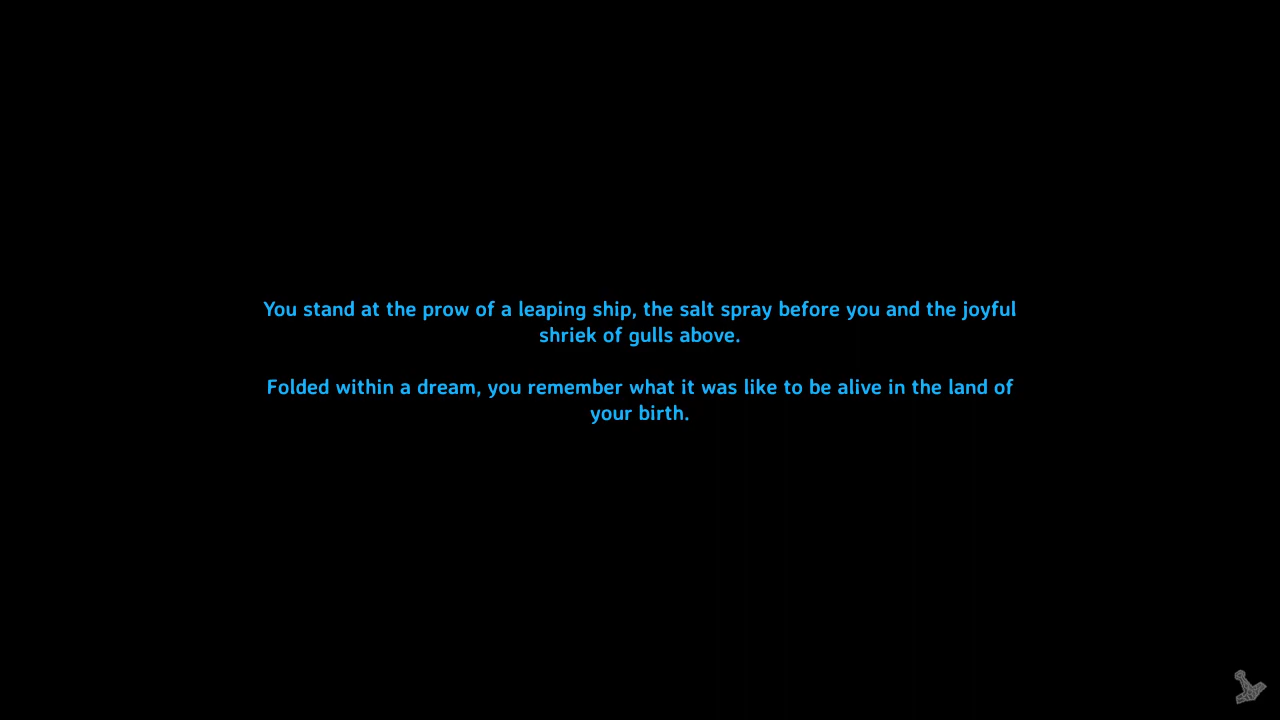 You stand at the prow of a leaping ship, the salt spray before you and the joyful
shriek of gulls above.
Folded within a dream, you remember what it was like to be alive in the land of
your birth.